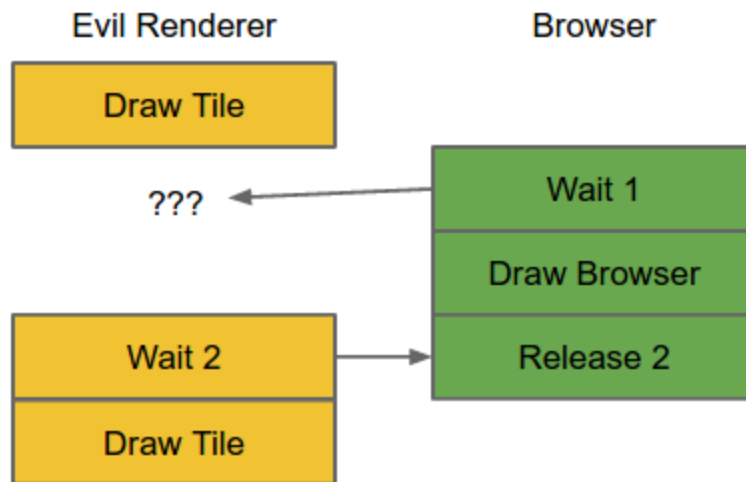 Evil Renderer
Browser
Draw Tile
Wait 1
???
Draw Browser
Wait 2
Release 2
Draw Tile